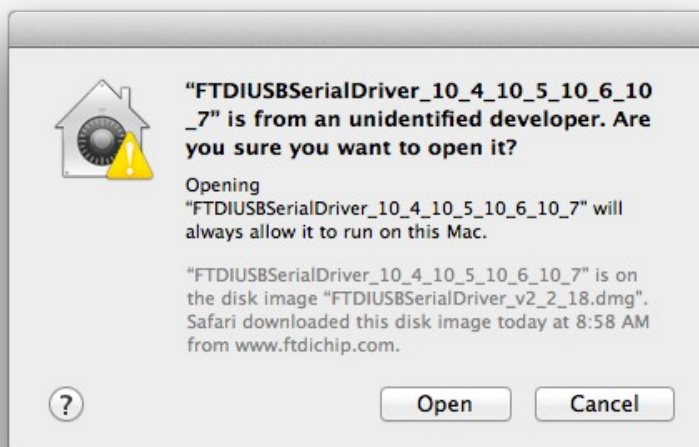 “FTDIUSBSerialDriver_10_4_10_5_10_6_10
_7” is from an unidentified developer. Are
you sure you want to open it?
Opening
“FTDIUSBSerialDriver_10_4_10_5_10_6_10_7” will
always allow it to run on this Mac.
“FTDIUSBSerialDriver_10_4_10_5_10_6_10_7” is on
the disk image “FTDIUSBSerialDriver_v2_2_18.dmg”.
Safari downloaded this disk image today at 8:58 AM
from www.ftdichip.com.
?
Open
Cancel